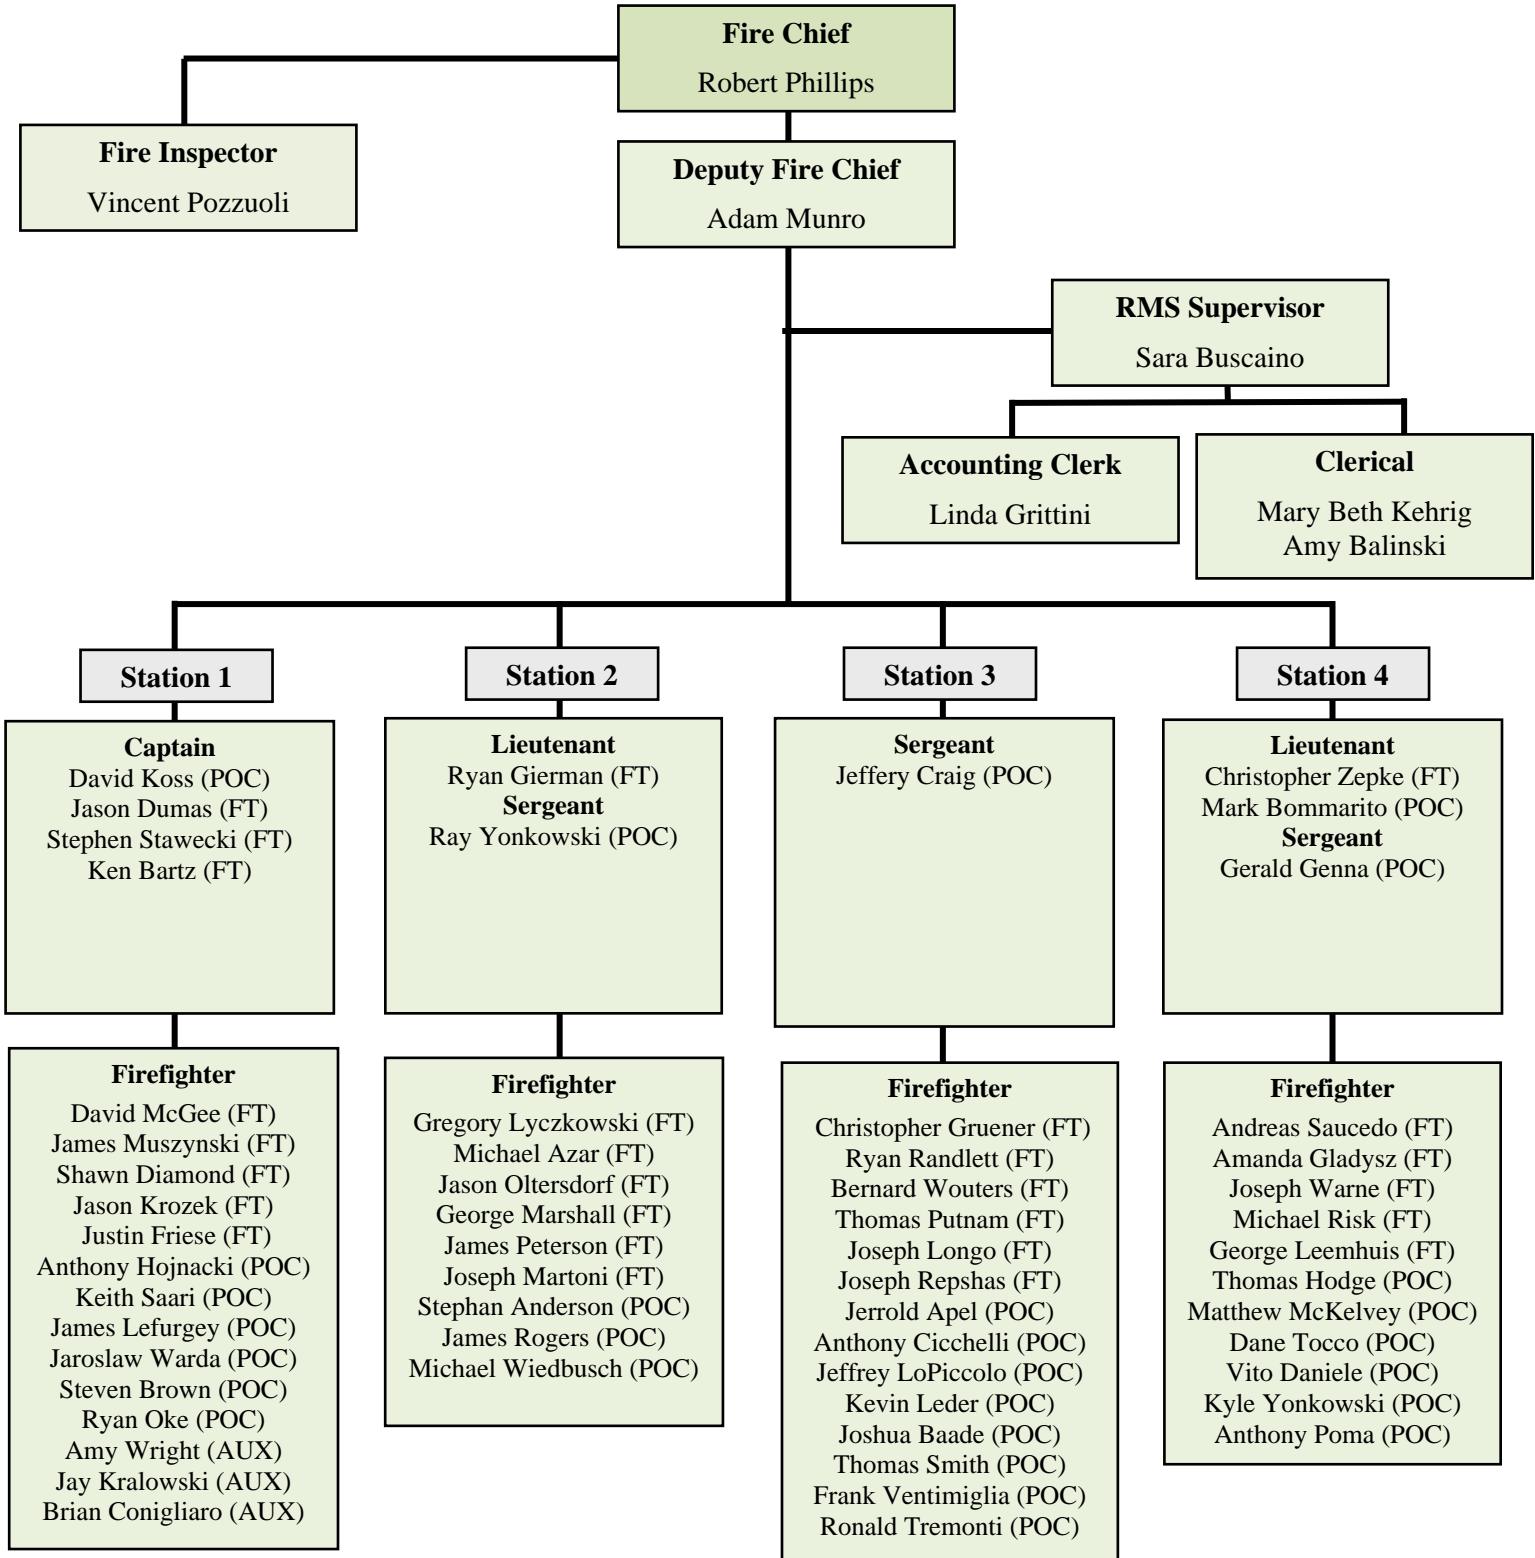 Fire Chief
Robert Phillips
Fire Inspector
Vincent Pozzuoli
Deputy Fire Chief
Adam Munro
RMS Supervisor
Sara Buscaino
Accounting Clerk
Linda Grittini
Clerical
Mary Beth Kehrig
Amy Balinski
Station 1
Captain
David Koss (POC)
Jason Dumas (FT)
Stephen Stawecki (FT)
Ken Bartz (FT)
Firefighter
David McGee (FT)
James Muszynski (FT)
Shawn Diamond (FT)
Jason Krozek (FT)
Justin Friese (FT)
Anthony Hojnacki (POC)
Keith Saari (POC)
James Lefurgey (POC)
Jaroslaw Warda (POC)
Steven Brown (POC)
Ryan Oke (POC)
Amy Wright (AUX)
Jay Kralowski (AUX)
Brian Conigliaro (AUX)
Station 2
Lieutenant
Ryan Gierman (FT)
Sergeant
Ray Yonkowski (POC)
Firefighter
Gregory Lyczkowski (FT)
Michael Azar (FT)
Jason Oltersdorf (FT)
George Marshall (FT)
James Peterson (FT)
Joseph Martoni (FT)
Stephan Anderson (POC)
James Rogers (POC)
Michael Wiedbusch (POC)
Station 3
Sergeant
Jeffery Craig (POC)
Firefighter
Christopher Gruener (FT)
Ryan Randlett (FT)
Bernard Wouters (FT)
Thomas Putnam (FT)
Joseph Longo (FT)
Joseph Repshas (FT)
Jerrold Apel (POC)
Anthony Cicchelli (POC)
Jeffrey LoPiccolo (POC)
Kevin Leder (POC)
Joshua Baade (POC)
Thomas Smith (POC)
Frank Ventimiglia (POC)
Ronald Tremonti (POC)
Station 4
Lieutenant
Christopher Zepke (FT)
Mark Bommarito (POC)
Sergeant
Gerald Genna (POC)
Firefighter
Andreas Saucedo (FT)
Amanda Gladysz (FT)
Joseph Warne (FT)
Michael Risk (FT)
George Leemhuis (FT)
Thomas Hodge (POC)
Matthew McKelvey (POC)
Dane Tocco (POC)
Vito Daniele (POC)
Kyle Yonkowski (POC)
Anthony Poma (POC)